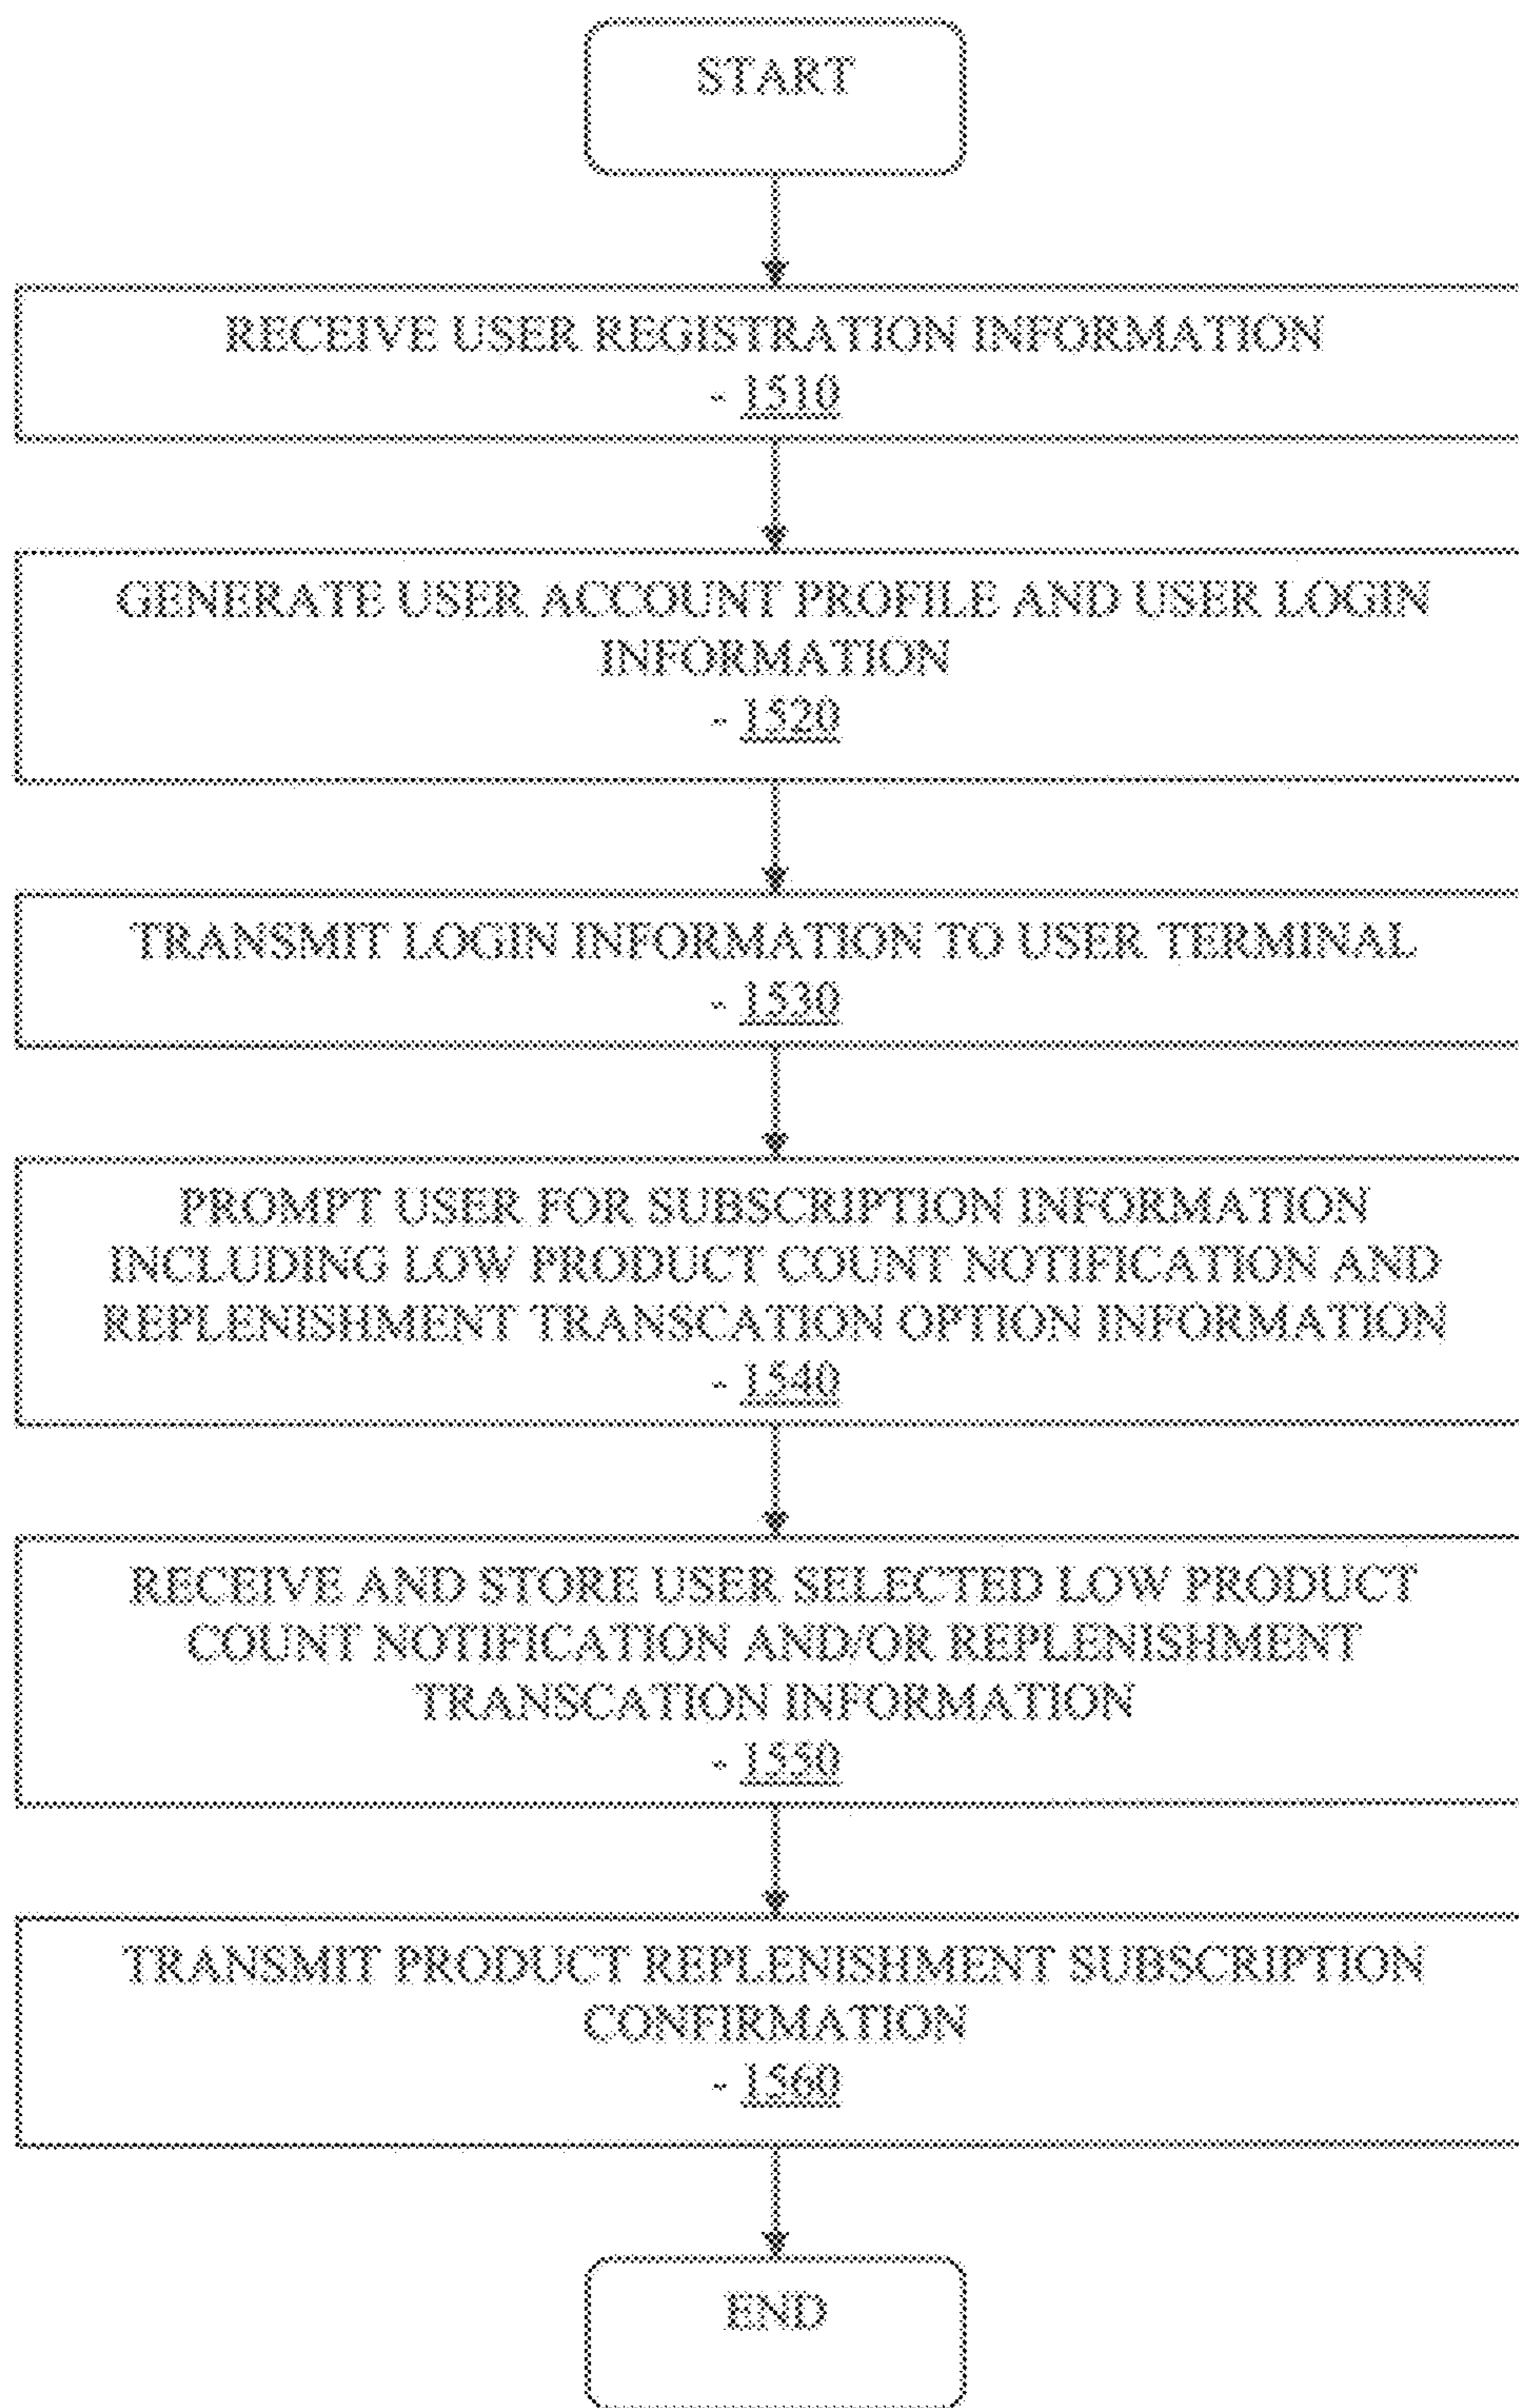 START
RECEIVE USER REGISTRATION INFORMATION
- 1510
GENERATE USER ACCOUNT PROFILE AND USER LOGIN
INFORMATION
- 1520
TRANSMIT LOGIN INFORMATION TO USER TERMINAL
- 1530
PROMPT USER FOR SUBSCRIPTION INFORMATION
INCLUDING LOW PRODUCT COUNT NOTIFICATION AND
REPLENISHMENT TRANSCATION OPTION INFORMATION
- 1540
RECEIVE AND STORE USER SELECTED LOW PRODUCT
COUNT NOTIFICATION AND/OR REPLENISHMENT
TRANSCATION INFORMATION
- 1550
TRANSMIT PRODUCT REPLENISHMENT SUBSCRIPTION
CONFIRMATION
- 1560
END